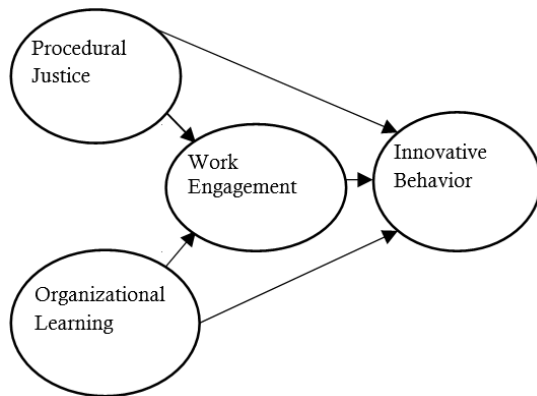 Procedural
Justice
Work
Engagement
Innovative
Behavior
Organizational
Learning